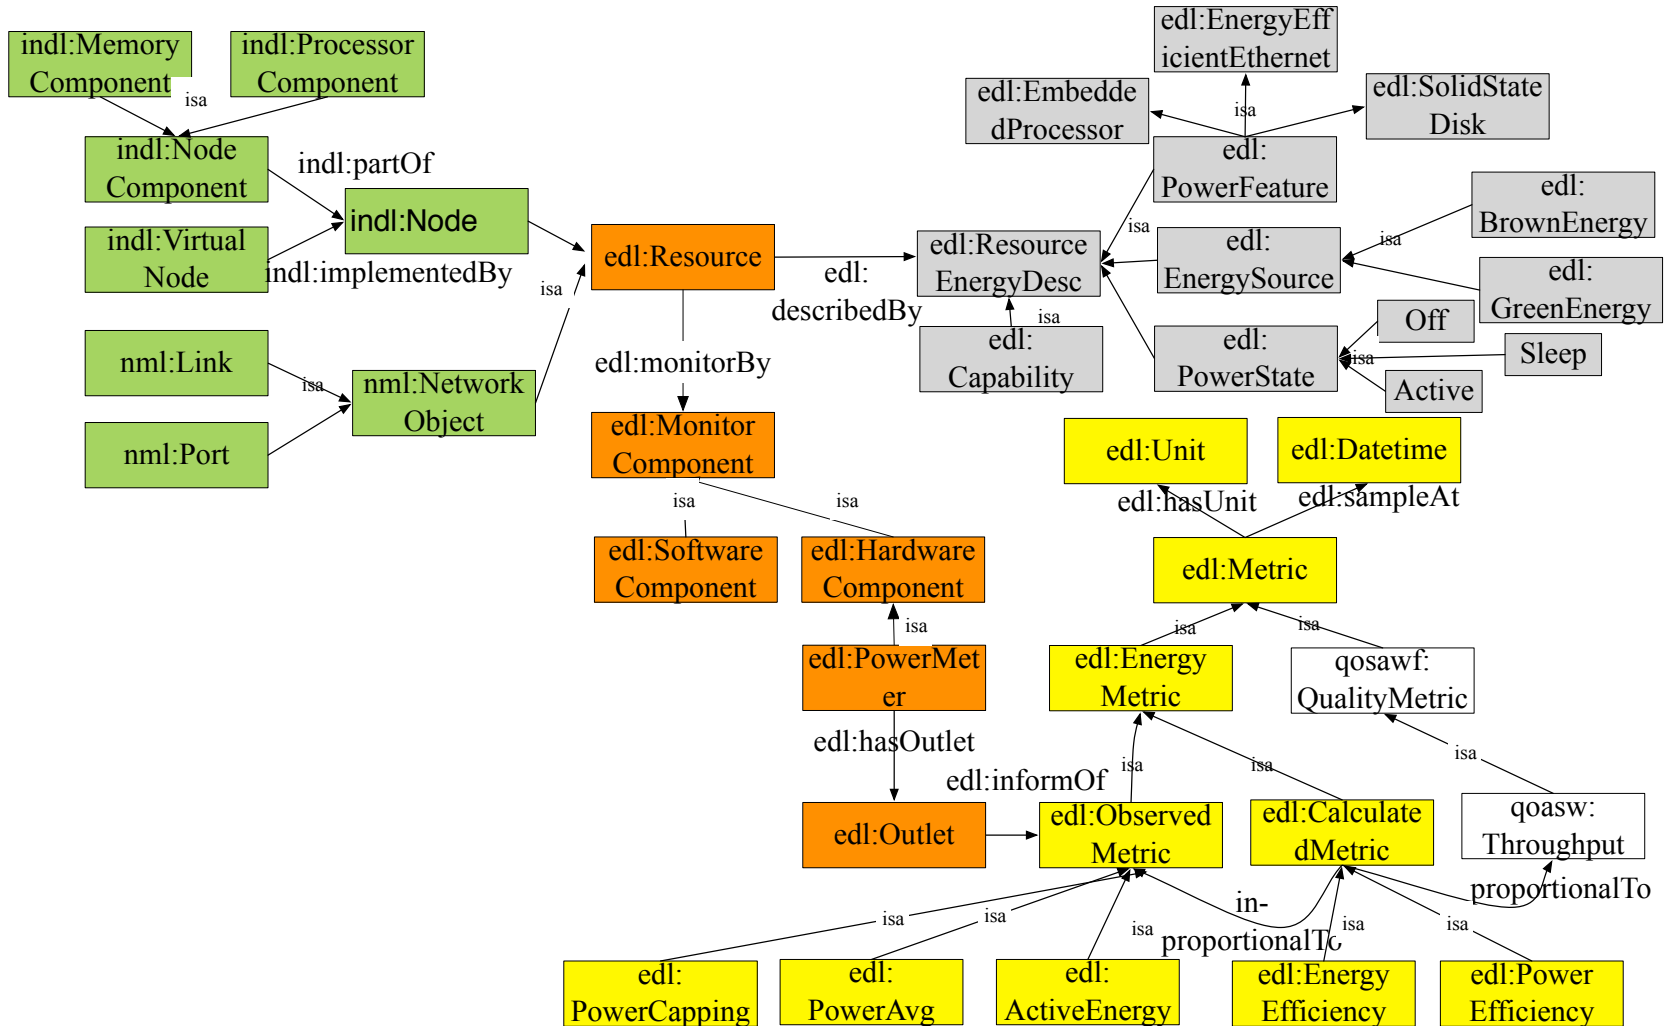 indl:Memory
Component
indl:Processor
Component
isa
indl:Node
Component
indl:partOf
indl:Virtual
Node
indl:Node
indl:implementedBy
isa
nml:Link
isa
nml:Network
Object
nml:Port
edl:Resource
edl:
describedBy
edl:EnergyEff
icientEthernet
edl:Embedde
dProcessor
isa
edl:SolidState
Disk
edl:
PowerFeature
isa
edl:Resource
EnergyDesc
edl:
EnergySource
isa
edl:
BrownEnergy
edl:
GreenEnergy
isa
edl:
Capability
edl:
PowerState
Off
isa
Sleep
Active
edl:monitorBy
edl:Monitor
Component
isa
isa
edl:Software
Component
edl:Hardware
Component
isa
edl:PowerMet
er
edl:hasOutlet
edl:Outlet
edl:informOf
edl:Unit
edl:Datetime
edl:hasUnit
edl:sampleAt
edl:Metric
isa
isa
edl:Energy
Metric
qosawf:
QualityMetric
isa
isa
isa
edl:Observed
Metric
edl:Calculate
dMetric
qoasw:
Throughput
proportionalTo
in-
proportionalTo
isa
isa
isa
isa
isa
edl:
PowerCapping
edl:
PowerAvg
edl:
ActiveEnergy
edl:Energy
Efficiency
edl:Power
Efficiency